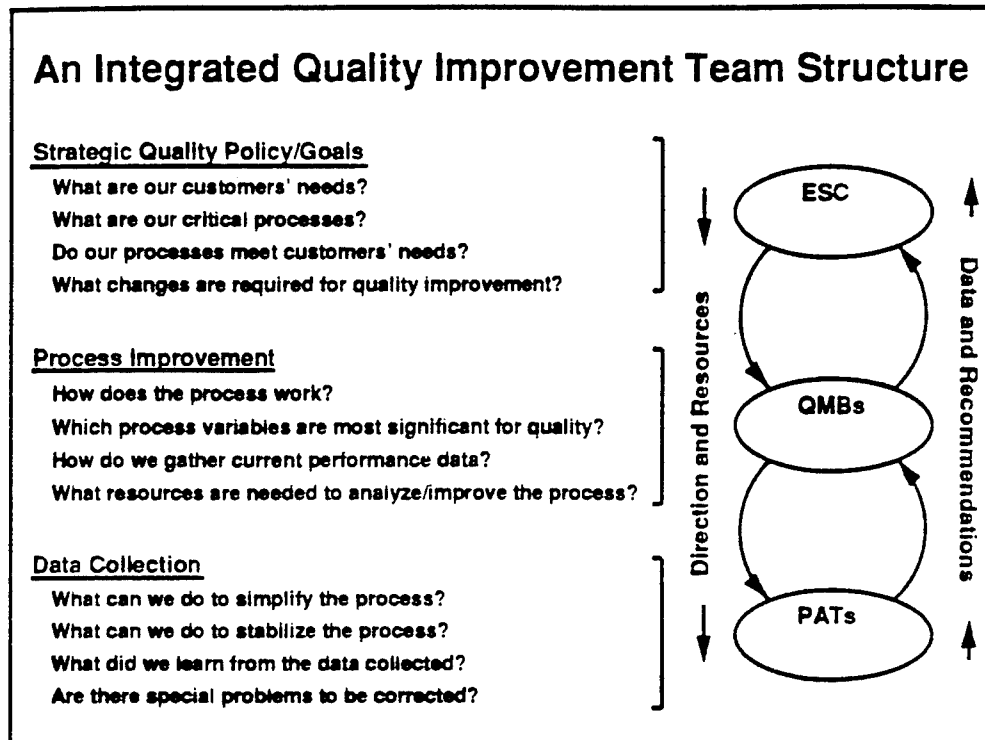 An Integrated Quality Improvement Team Structure
Strategic Quality Policy/Goals
What are our customers' needs?
What are our critical processes?
Do our processes meet customers' needs?
What changes are required for quality improvement?
Process Improvement
How does the process work?
Which process variables are most significant for quality?
How do we gather current performance data?
What resources are needed to analyze/improve the process?
Data Collection
What can we do to simplify the process?
What can we do to stabilize the process?
What did we learn from the data collected?
Are there special problems to be corrected?
Direction and Resources
ESC
QMBs
PATs
Data and Recommendations